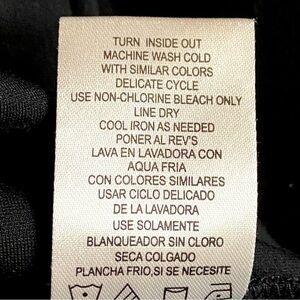 TURN INSIDE OUT
MACHINE WASH COLD
WITH SIMILAR COLORS
DELICATE CYCLE
USE NON-CHLORINE BLEACH ONLY
LINE DRY
COOL IRON AS NEEDED
PONER AL REV'S
LAVA EN LAVADORA CON
AQUA FRIA
CON COLORES SIMILARES
USAR CICLO DELICADO
DE LA LAVADORA
USE SOLAMENTE
BLANQUEADOR SIN CLORO
SECA COLGADO
PLANCHA FRIO,SI SE NECESITE